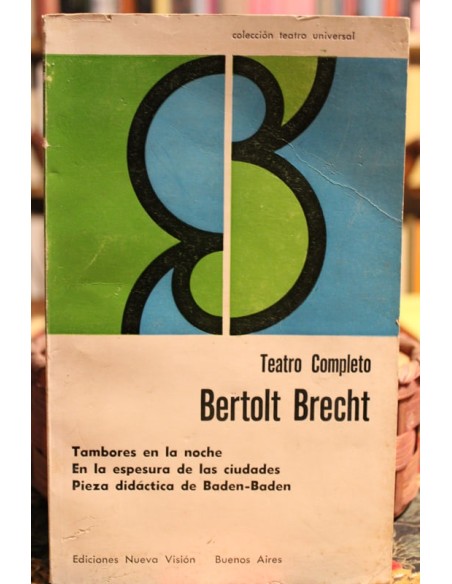 colección teatro universal
Teatro Completo
Bertolt Brecht
Tambores en la noche
En la espesura de las ciudades
Pieza didáctica de Baden-Baden
Ediciones Nueva Visión Buenos Aires